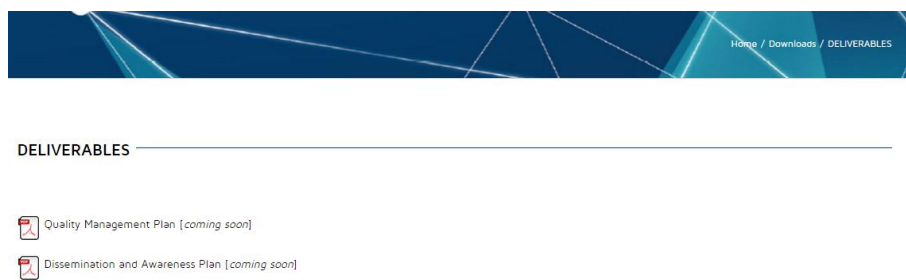 Home / Downloads / DELIVERABLES
DELIVERABLES
Quality Management Plan [coming soon]
Dissemination and Awareness Plan [coming soon]